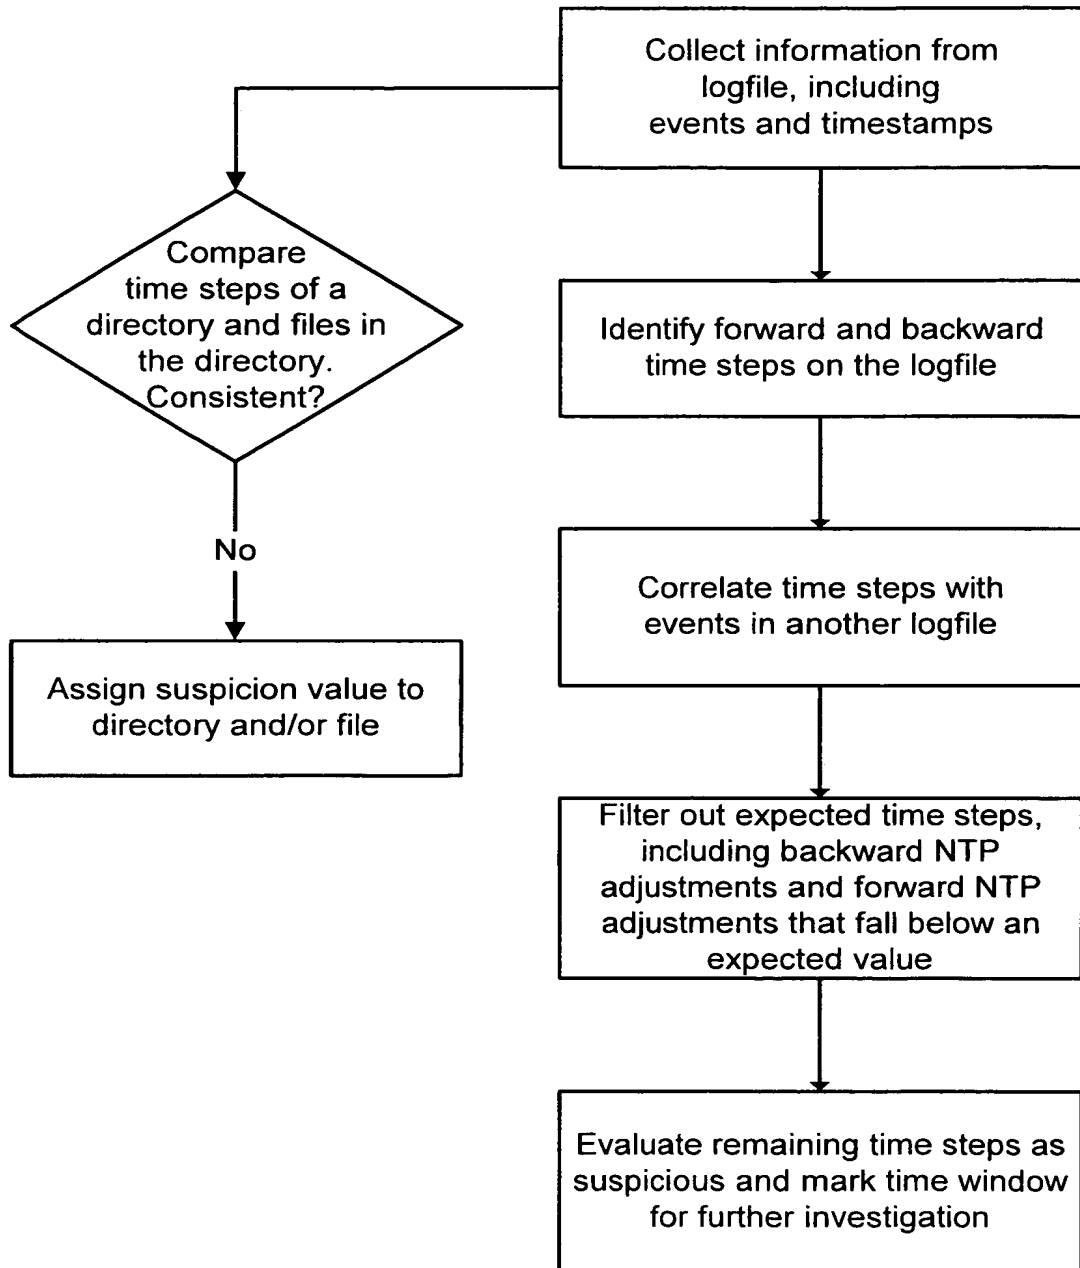 Collect information from
logfile, including
events and timestamps
Compare
time steps of a
directory and files in
the directory.
Consistent?
No
Assign suspicion value to
directory and/or file
Identify forward and backward
time steps on the logfile
Correlate time steps with
events in another logfile
Filter out expected time steps,
including backward NTP
adjustments and forward NTP
adjustments that fall below an
expected value
Evaluate remaining time steps as
suspicious and mark time window
for further investigation